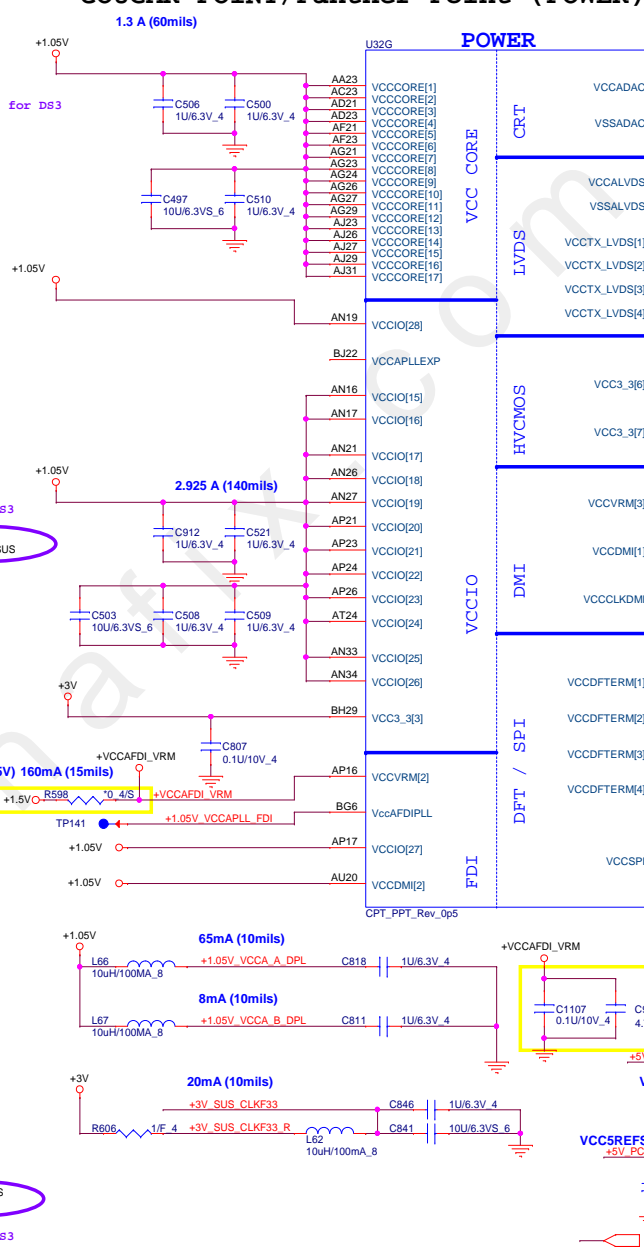 COUGAR POINT/Panther Point (POWER)
1.3 A (60mils)
+1.05V
for DS3
C506
1U/6.3V_4
C500
1U/6.3V_4
C497
10U/6.3VS_6
C510
1U/6.3V_4
U32G
POWER
AA23 VCCCORE[1]
AC23 VCCCORE[2]
AD21 VCCCORE[3]
AD23 VCCCORE[4]
AF21 VCCCORE[5]
AF23 VCCCORE[6]
AG21 VCCCORE[7]
AG23 VCCCORE[8]
AG24 VCCCORE[9]
AG26 VCCCORE[10]
AG27 VCCCORE[11]
AG29 VCCCORE[12]
AJ23 VCCCORE[13]
AJ26 VCCCORE[14]
AJ27 VCCCORE[15]
AJ29 VCCCORE[16]
AJ31 VCCCORE[17]
VCC CORE
CRT
VCCADAC
VSSADAC
LVDS
VCCALVDS
VSSALVDS
VCCTX_LVDS[1]
VCCTX_LVDS[2]
VCCTX_LVDS[3]
VCCTX_LVDS[4]
+1.05V
AN19 VCCIO[28]
BJ22 VCCAPLLEXP
AN16 VCCIO[15]
AN17 VCCIO[16]
AN21 VCCIO[17]
AN26 VCCIO[18]
AN27 VCCIO[19]
AP21 VCCIO[20]
AP23 VCCIO[21]
AP24 VCCIO[22]
AP26 VCCIO[23]
AT24 VCCIO[24]
AN33 VCCIO[25]
AN34 VCCIO[26]
BH29 VCC3_3[3]
VCCIO
HVCMOS
VCC3_3[6]
VCC3_3[7]
DMI
VCCVRM[3]
VCCDMI[1]
VCCCLKDMI
DFT / SPI
VCCDFTERM[1]
VCCDFTERM[2]
VCCDFTERM[3]
VCCDFTERM[4]
VCCSPI
+1.05V
2.925 A (140mils)
S3
SUS
C912
1U/6.3V_4
C521
1U/6.3V_4
C503
10U/6.3VS_6
C508
1U/6.3V_4
C509
1U/6.3V_4
+3V
C807
0.1U/10V_4
5V) 160mA (15mils)
+VCCAFDI_VRM
+1.5V R598 *0_4/S +VCCAFDI_VRM
AP16 VCCVRM[2]
TP141 +1.05V_VCCAPLL_FDI
BG6 VccAFDIPLL
+1.05V AP17 VCCIO[27]
+1.05V AU20 VCCDMI[2]
FDI
CPT_PPT_Rev_0p5
+1.05V
65mA (10mils)
L66
10uH/100MA_8
+1.05V_VCCA_A_DPL
C818 1U/6.3V_4
8mA (10mils)
L67
10uH/100MA_8
+1.05V_VCCA_B_DPL
C811 1U/6.3V_4
+VCCAFDI_VRM
C1107
0.1U/10V_4
+3V
20mA (10mils)
+3V_SUS_CLKF33
C846 1U/6.3V_4
R606 1/F_4 +3V_SUS_CLKF33_R
L62
10uH/100mA_8
C841 10U/6.3VS_6
VCC5REFS
+5V_PC
S3